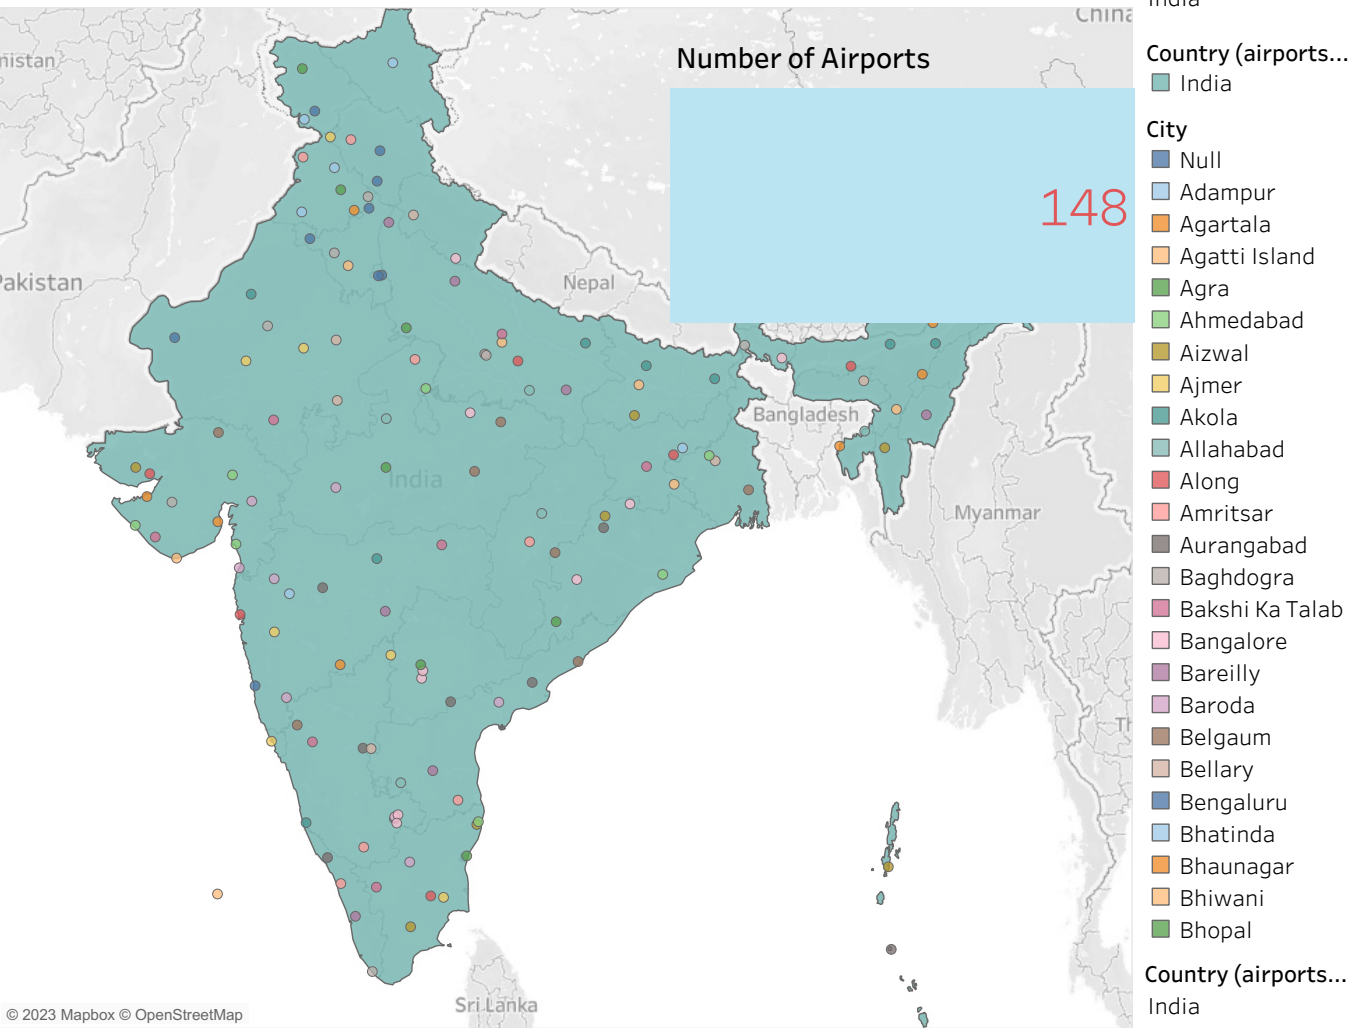 India
China
nistan
Number of Airports
148
Pakistan
Nepal
Bangladesh
India
Myanmar
Th
Sri Lanka
© 2023 Mapbox © OpenStreetMap
Country (airports...
India
City
Null
Adampur
Agartala
Agatti Island
Agra
Ahmedabad
Aizwal
Ajmer
Akola
Allahabad
Along
Amritsar
Aurangabad
Baghdogra
Bakshi Ka Talab
Bangalore
Bareilly
Baroda
Belgaum
Bellary
Bengaluru
Bhatinda
Bhaunagar
Bhiwani
Bhopal
Country (airports...
India